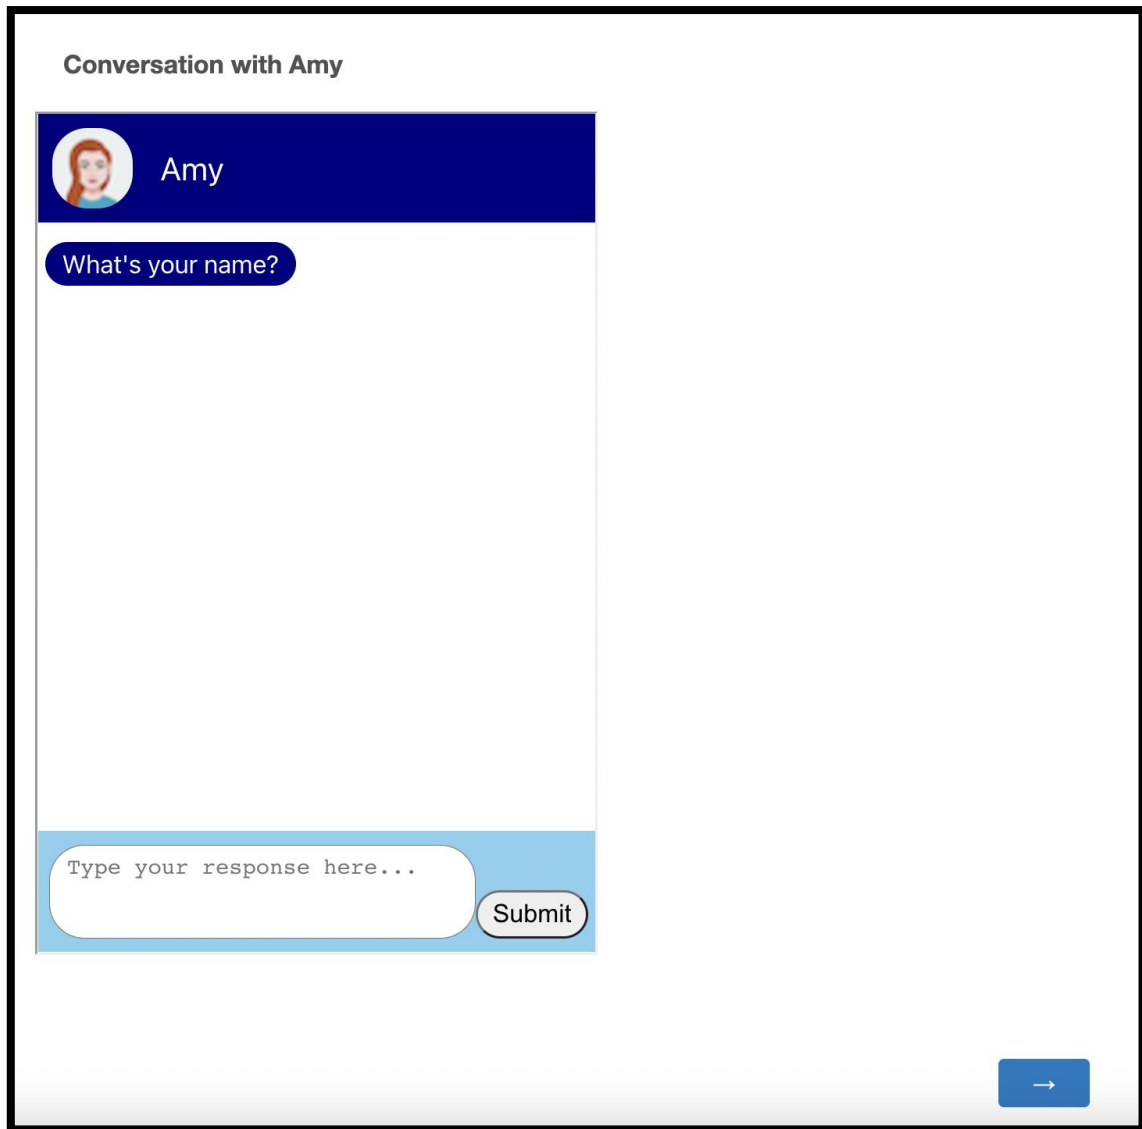 Conversation with Amy
Amy
What's your name?
Type your response here...
Submit
→